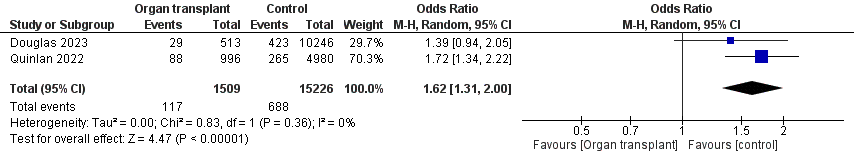 Organ transplant Control Odds Ratio Odds Ratio
Study or Subgroup Events Total Events Total Weight M-H, Random, 95% CI M-H, Random, 95% CI
Douglas 2023 29 513 423 10246 29.7% 1.39 [0.94, 2.05]
Quinlan 2022 88 996 265 4980 70.3% 1.72 [1.34, 2.22]
Total (95% CI) 1509 15226 100.0% 1.62 [1.31, 2.00]
Total events 117 688
Heterogeneity: Tau² = 0.00; Chi² = 0.83, df = 1 (P = 0.36); I² = 0%
Test for overall effect: Z = 4.47 (P < 0.00001)
0.5 0.7 1 1.5 2
Favours [Organ transplant] Favours [control]